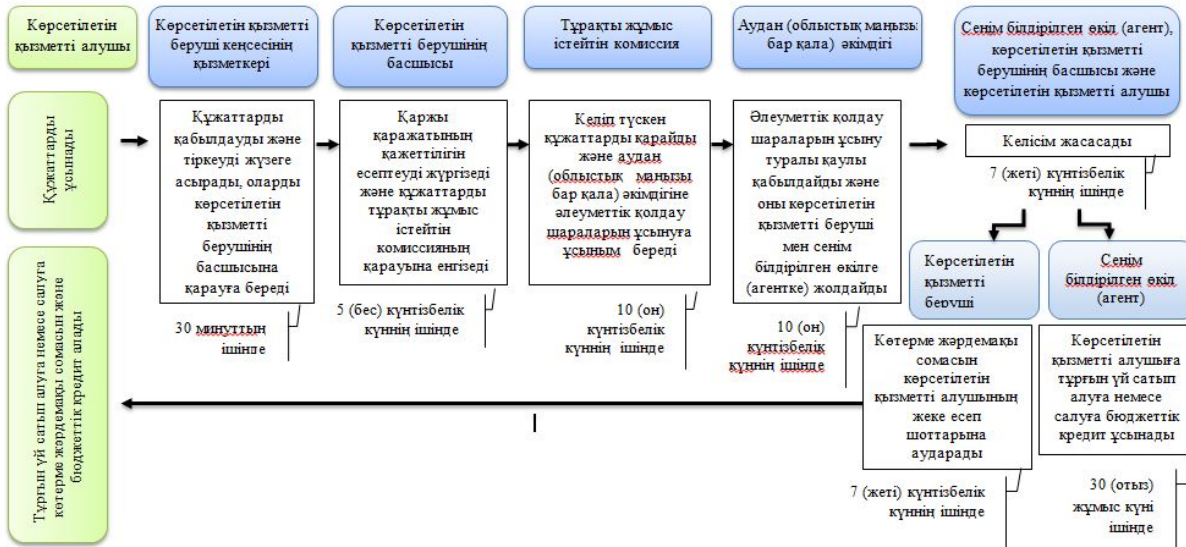 Көрсетілетін
қызметті алушы
Көрсетілетін қызметті
беруші кеңсесінің
қызметкері
Көрсетілетін
қызметті берушінің
басшысы
Тұрақты жұмыс
істейтін комиссия
Аудан (облыстық маңызы
бар қала) әкімдігі
Сенім білдірілген өкіл (агент),
көрсетілетін қызметті
берушінің басшысы және
көрсетілетін қызметті алушы
Құжаттарды
ұсынады
Құжаттарды
қабылдауды және
тіркеуді жүзеге
асырады, оларды
көрсетілетін
қызметті
берушінің
басшысына
қарауға береді
30 минуттың
ішінде
Қаржы
қаражатының
қажеттілігін
есептеуді жүргізеді
және құжаттарды
тұрақты жұмыс
істейтін
комиссияның
қарауына енгізеді
5 (бес) күнтізбелік
күннің ішінде
Келіп түскен
құжаттарды қарайды
және аудан
(облыстық маңызы
бар қала) әкімдігіне
әлеуметтік қолдау
шараларын ұсынуға
ұсыным береді
10 (он)
күнтізбелік
күннің ішінде
Әлеуметтік қолдау
шараларын ұсыну
туралы қаулы
қабылдайды және
оны көрсетілетін
қызметті беруші
мен сенім
білдірілген өкілге
(агентке) жолдайды
10 (он)
күнтізбелік
күннің ішінде
Келісім жасасады
7 (жеті) күнтізбелік
күннің ішінде
Көрсетілетін
қызметті
беруші
Сенім
білдірілген өкіл
(агент)
Көтерме жәрдемақы
сомасын
көрсетілетін
қызметті алушының
жеке есеп
шоттарына
аударады
7 (жеті) күнтізбелік
күннің ішінде
Көрсетілетін
қызметті алушыға
тұрғын үй сатып
алуға немесе
салуға бюджеттік
кредит ұсынады
30 (отыз)
жұмыс күні
ішінде
Тұрғын үй сатып алуға немесе салуға
көтерме жәрдемақы сомасын және
бюджеттік кредит алады